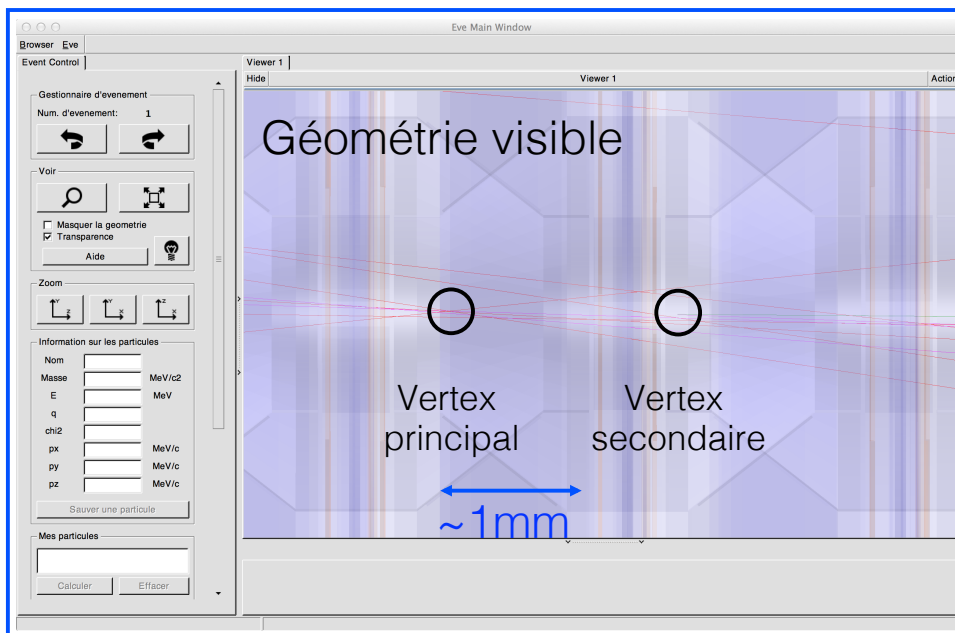 Eve Main Window
Browser Eve
Event Control
Viewer 1
Hide Viewer 1 Action
Gestionnaire d'evenement
Num. d'evenement: 1
Voir
Masquer la geometrie
Transparence
Aide
Zoom
Y Z
Y X
Z X
Information sur les particules
Nom
Masse MeV/c2
E MeV
q
chi2
px MeV/c
py MeV/c
pz MeV/c
Sauver une particule
Mes particules
Calculer Effacer
Géométrie visible
Vertex
principal
Vertex
secondaire
~1mm